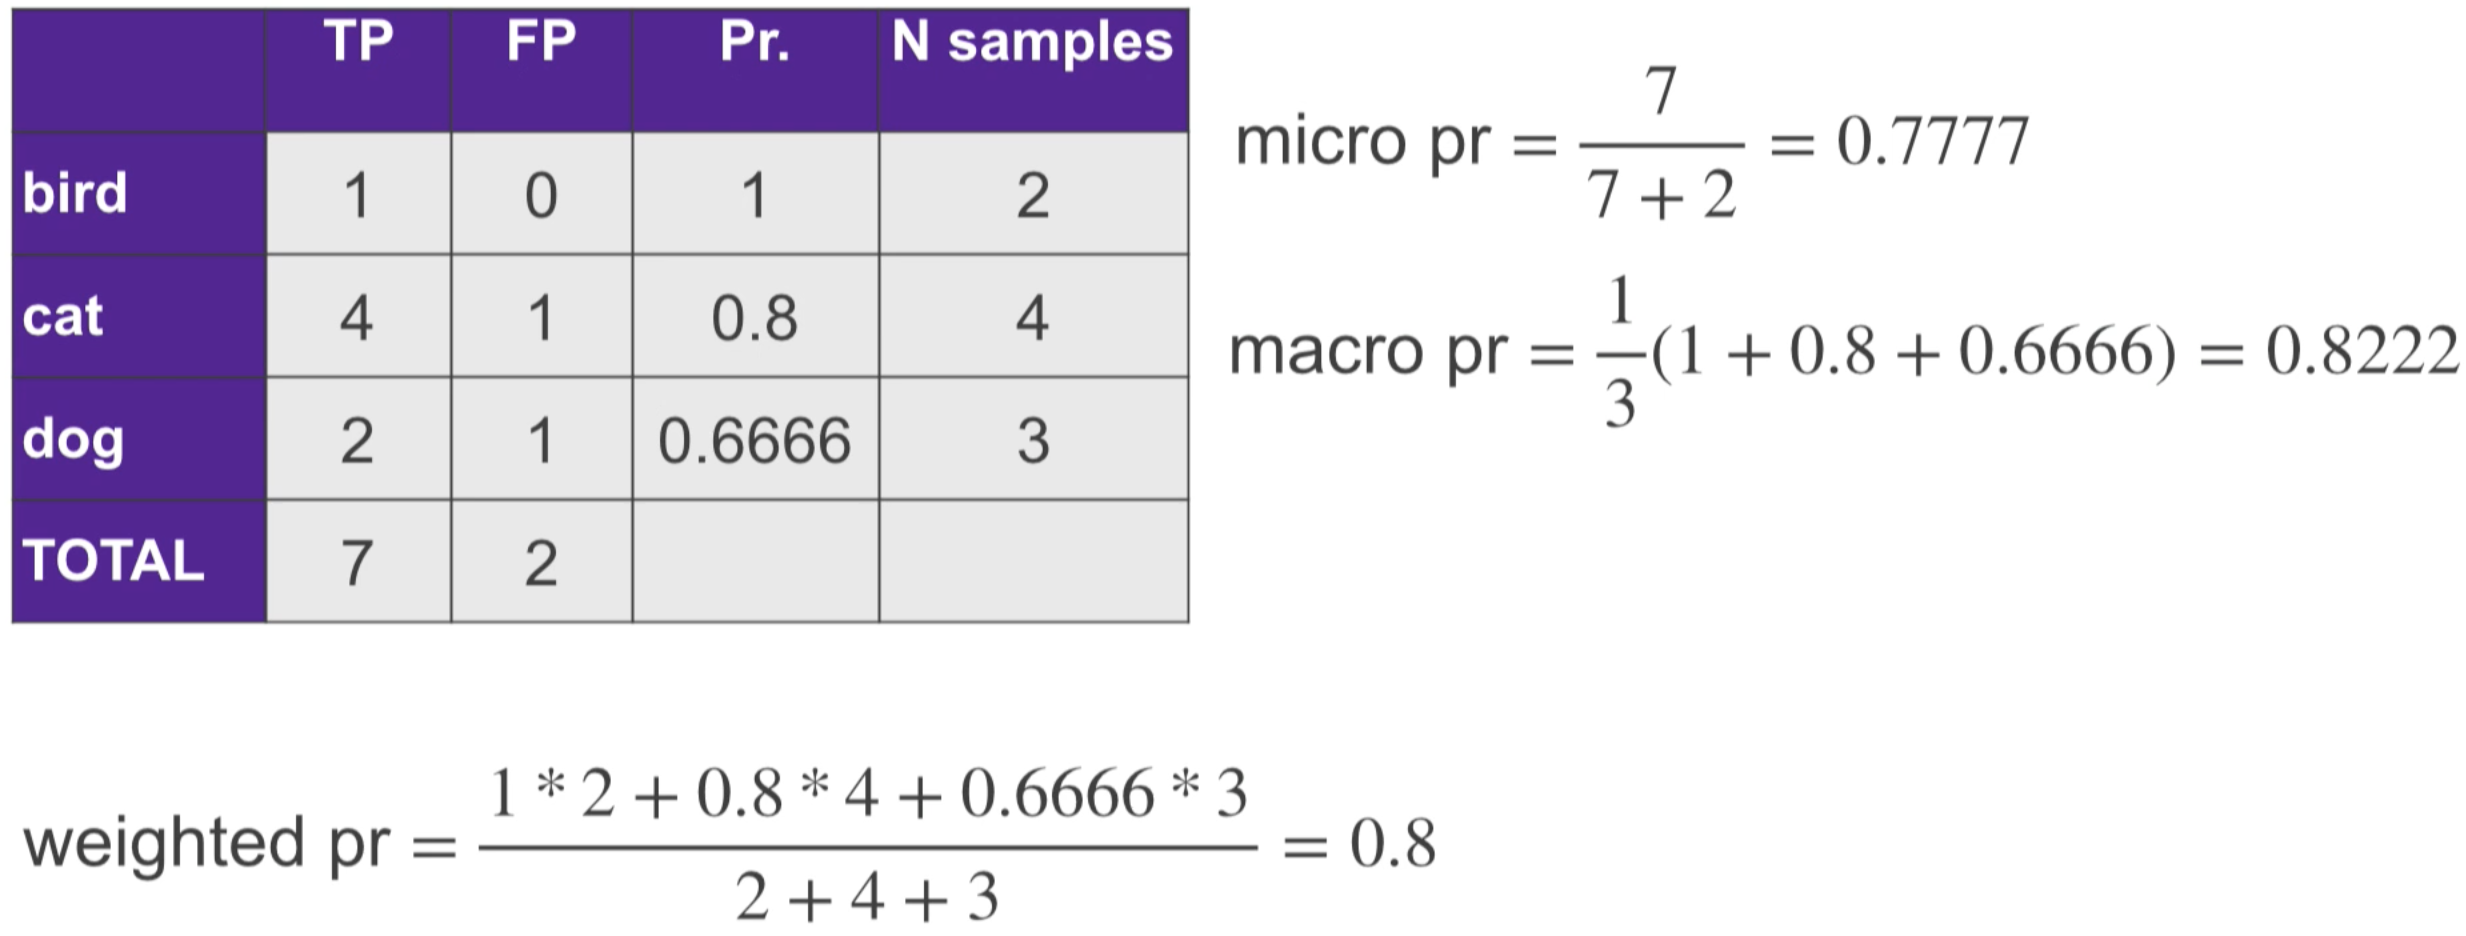 TP FP Pr. N samples
bird 1 0 1 2
cat 4 1 0.8 4
dog 2 1 0.6666 3
TOTAL 7 2
micro pr = 7 / 7 + 2 = 0.7777
macro pr = 1 / 3 (1 + 0.8 + 0.6666) = 0.8222
weighted pr = 1 * 2 + 0.8 * 4 + 0.6666 * 3 / 2 + 4 + 3 = 0.8